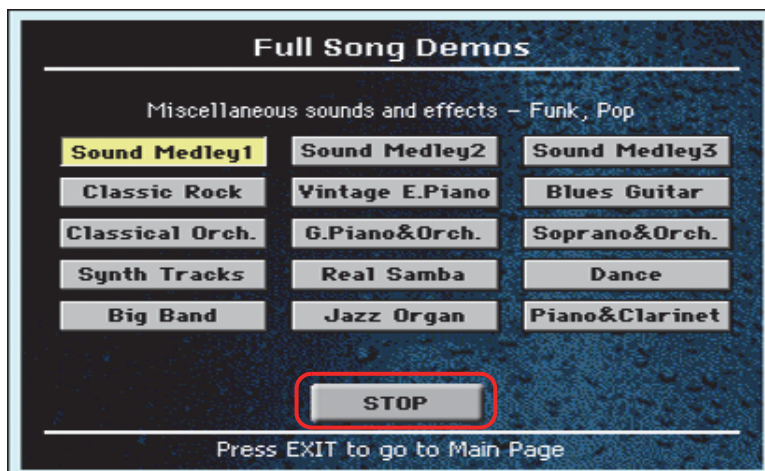 Full Song Demos
Miscellaneous sounds and effects – Funk, Pop
Sound Medley1 Sound Medley2 Sound Medley3
Classic Rock Vintage E.Piano Blues Guitar
Classical Orch. G.Piano&Orch. Soprano&Orch.
Synth Tracks Real Samba Dance
Big Band Jazz Organ Piano&Clarinet
STOP
Press EXIT to go to Main Page